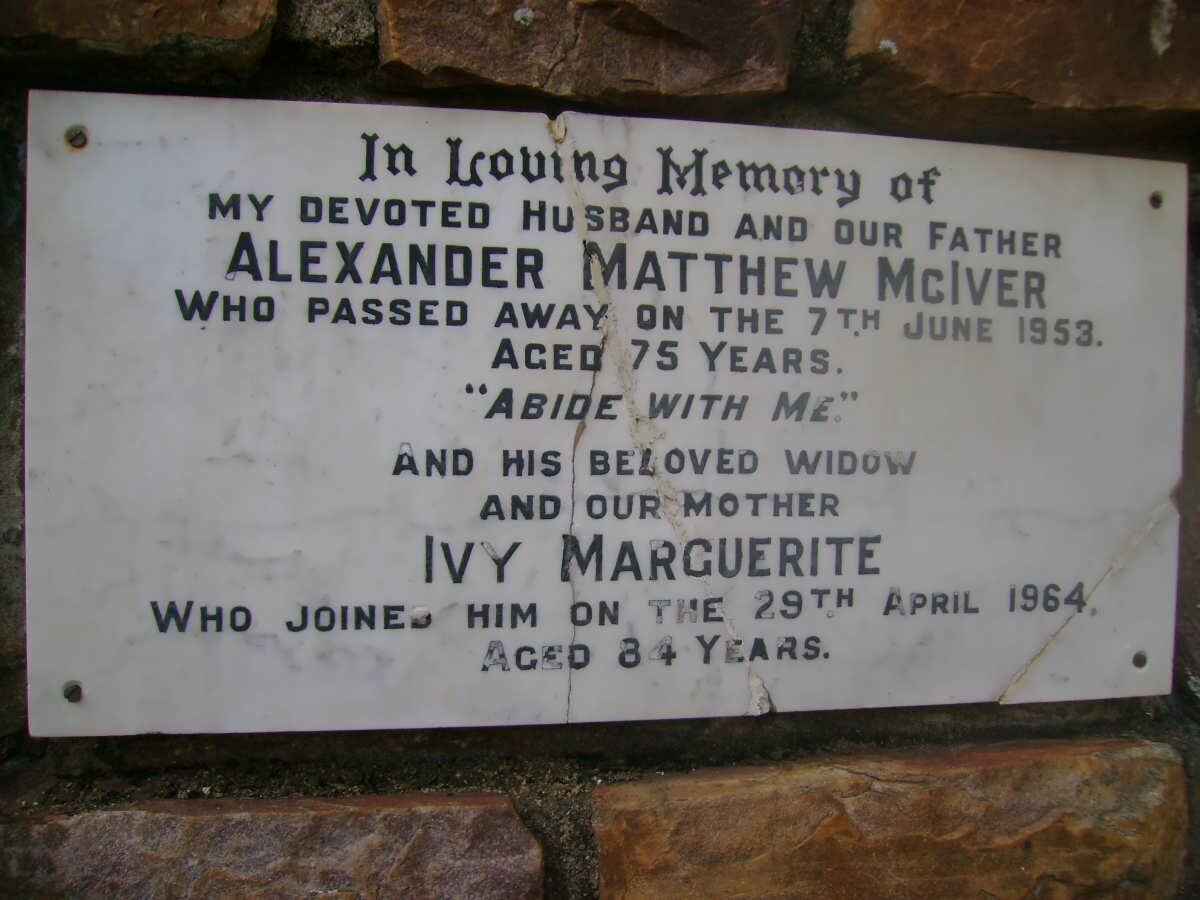 In Loving Memory of
MY DEVOTED HUSBAND AND OUR FATHER
ALEXANDER MATTHEW McIVER
WHO PASSED AWAY ON THE 7TH JUNE 1953.
AGED 75 YEARS.
"ABIDE WITH ME."
AND HIS BELOVED WIDOW
AND OUR MOTHER
IVY MARGUERITE
WHO JOINED HIM ON THE 29TH APRIL 1964.
AGED 84 YEARS.